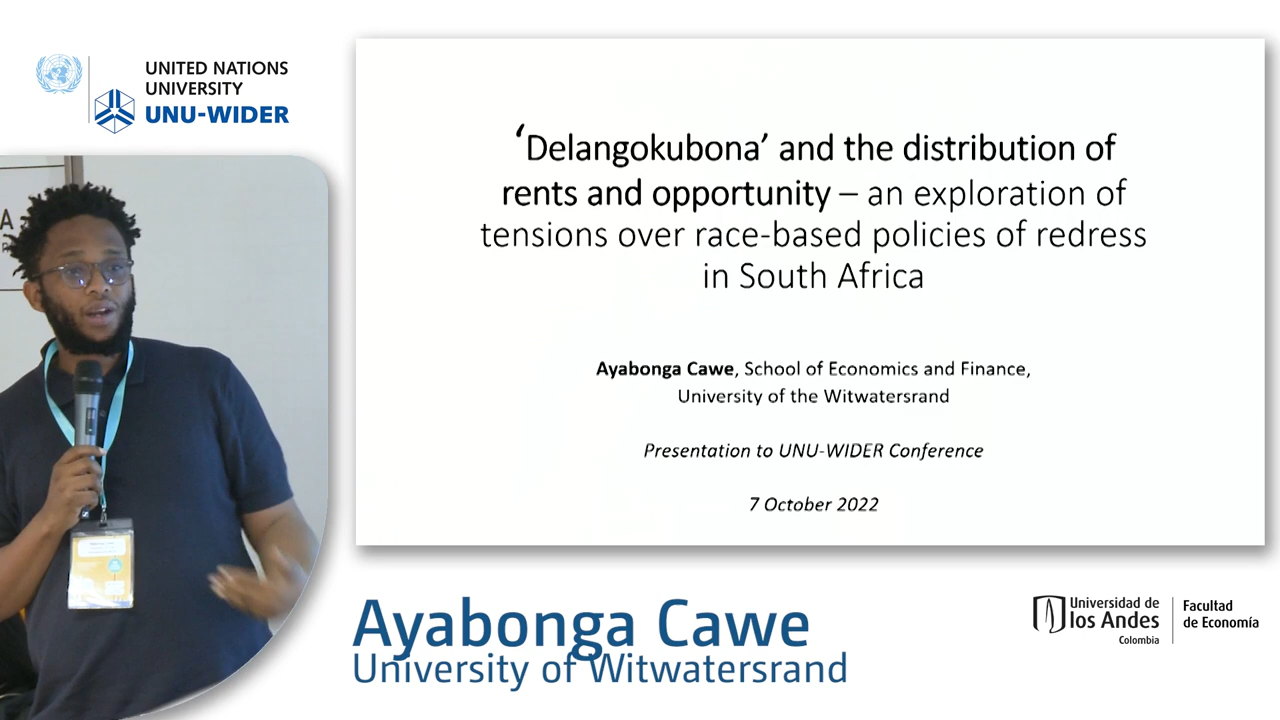 UNITED NATIONS
UNIVERSITY
UNU-WIDER
A
‘Delangokubona’ and the distribution of
rents and opportunity – an exploration of
tensions over race-based policies of redress
in South Africa
Ayabonga Cawe, School of Economics and Finance,
University of the Witwatersrand
Presentation to UNU-WIDER Conference
7 October 2022
Ayabonga Cawe
University of Witwatersrand
Universidad de
los Andes
Colombia
Facultad
de Economía